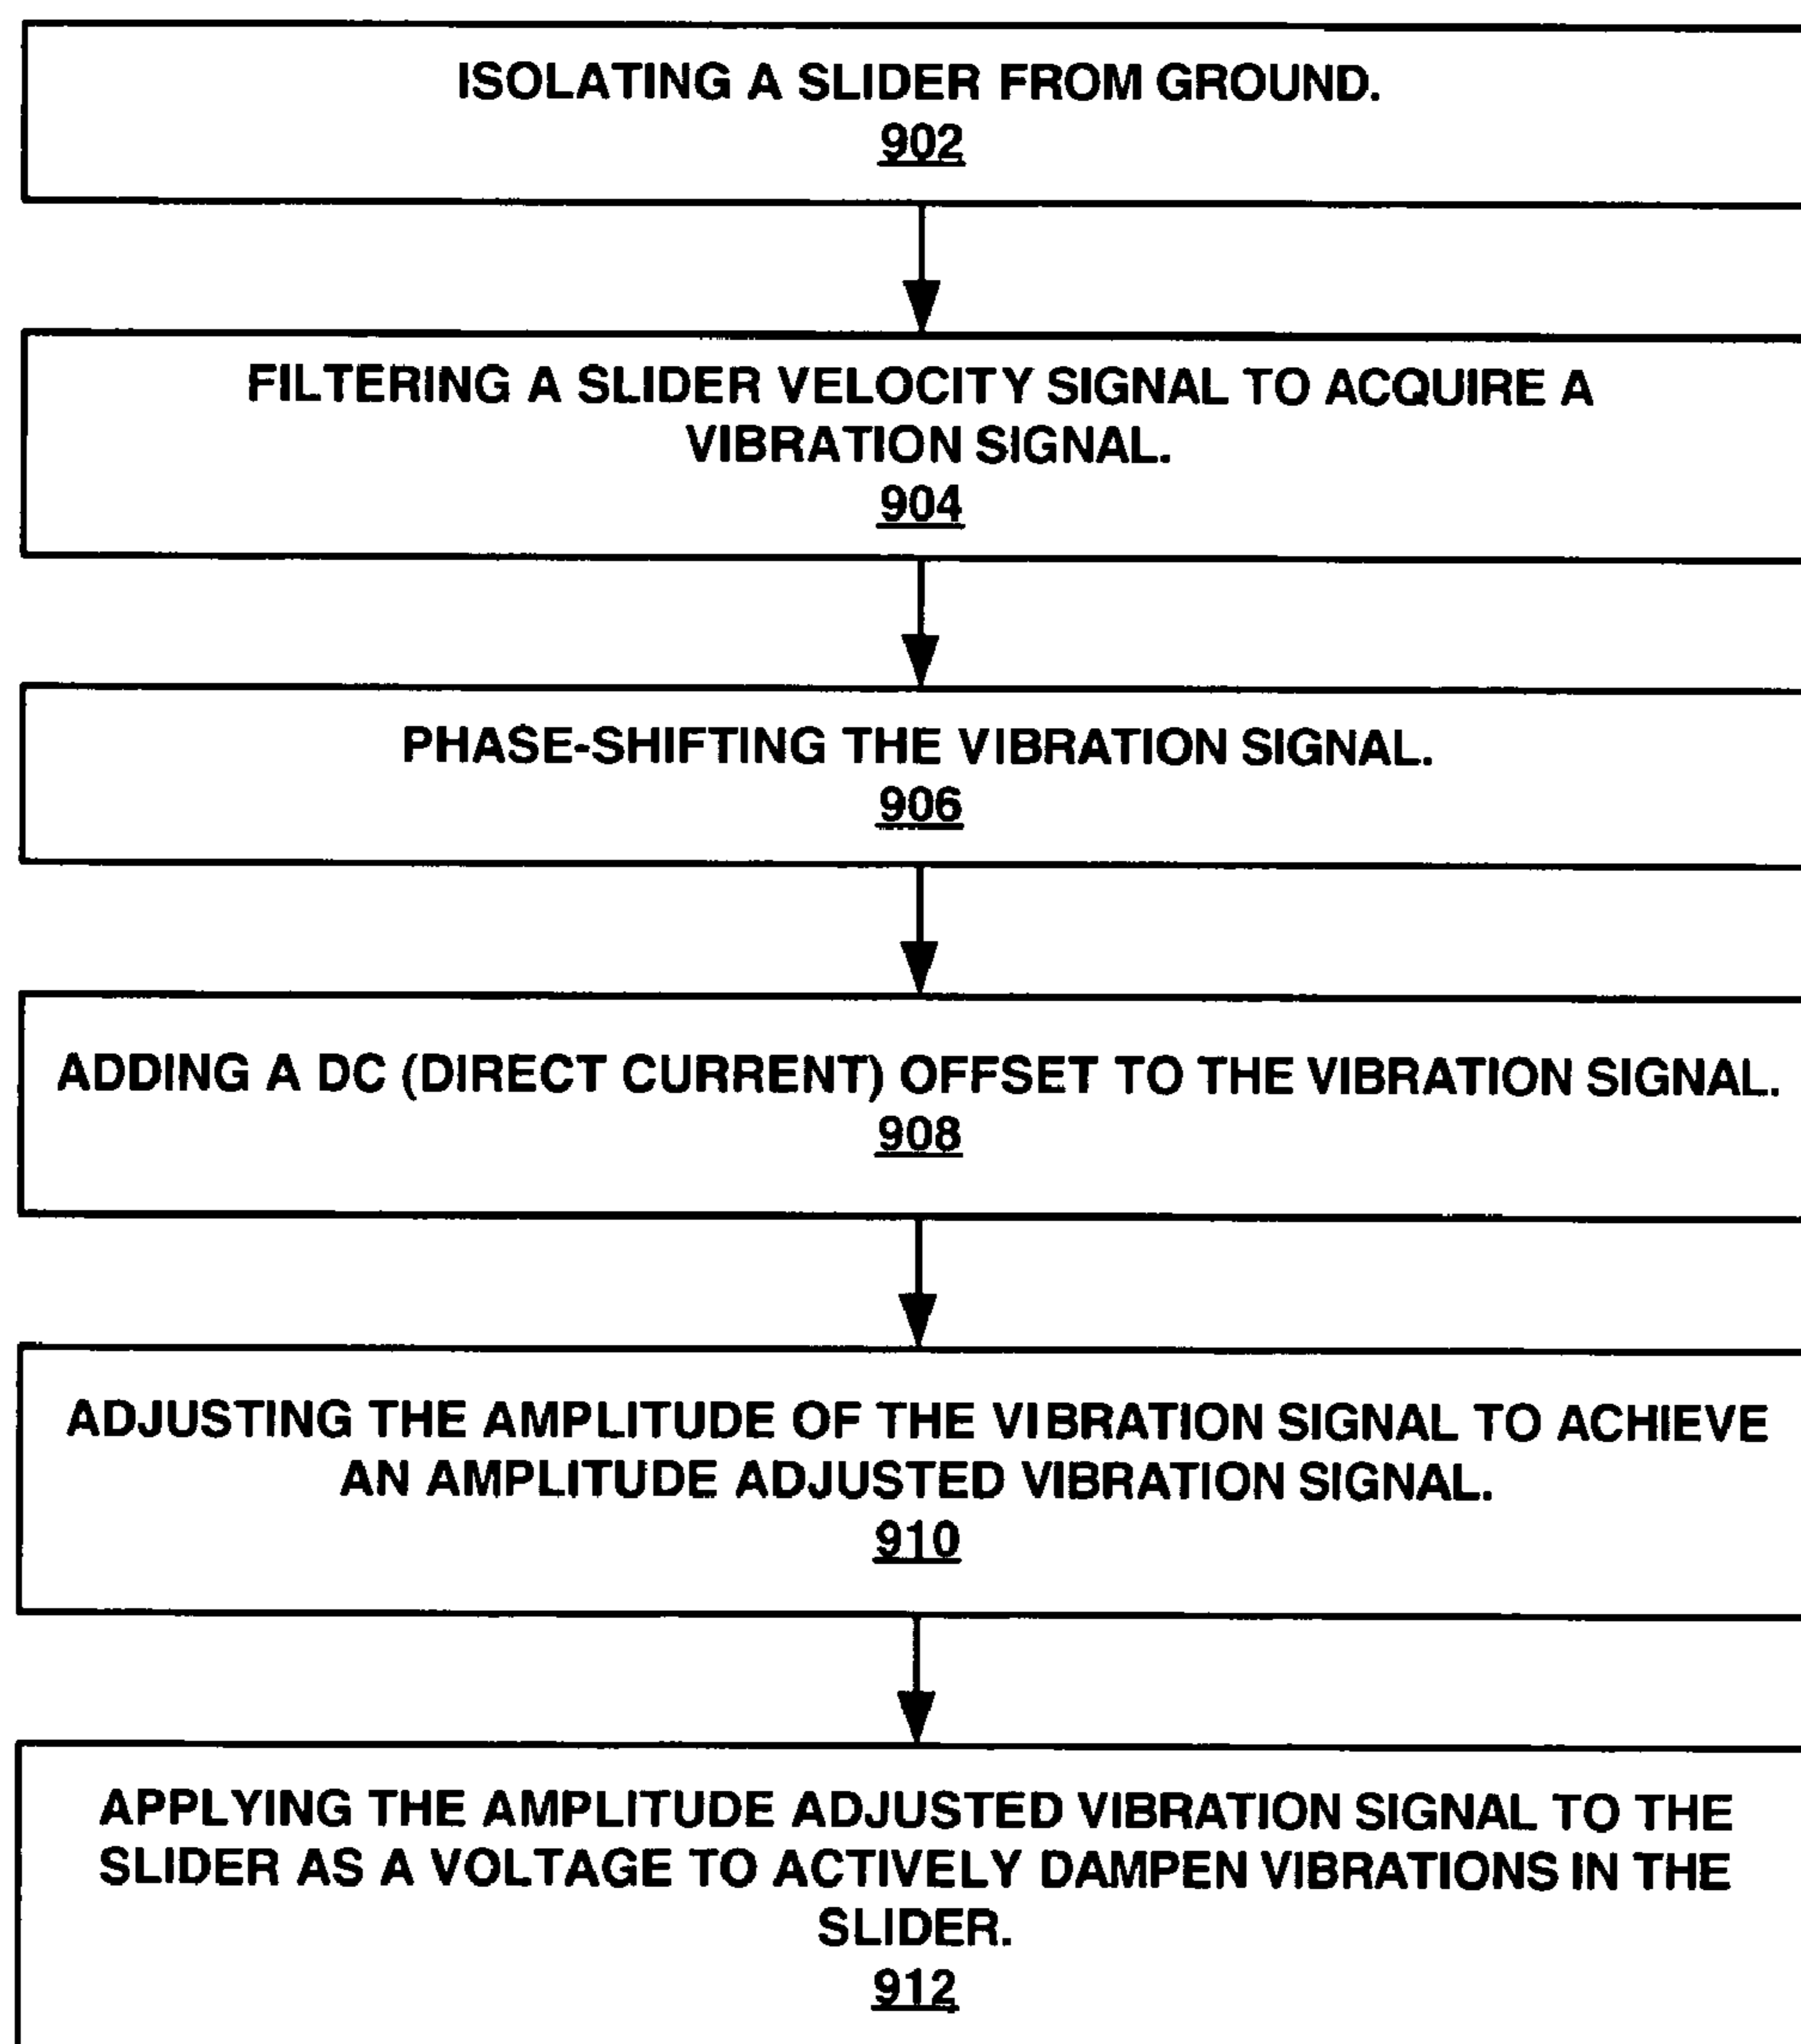 ISOLATING A SLIDER FROM GROUND.
902
FILTERING A SLIDER VELOCITY SIGNAL TO ACQUIRE A
VIBRATION SIGNAL.
904
PHASE-SHIFTING THE VIBRATION SIGNAL.
906
ADDING A DC (DIRECT CURRENT) OFFSET TO THE VIBRATION SIGNAL.
908
ADJUSTING THE AMPLITUDE OF THE VIBRATION SIGNAL TO ACHIEVE
AN AMPLITUDE ADJUSTED VIBRATION SIGNAL.
910
APPLYING THE AMPLITUDE ADJUSTED VIBRATION SIGNAL TO THE
SLIDER AS A VOLTAGE TO ACTIVELY DAMPEN VIBRATIONS IN THE
SLIDER.
912